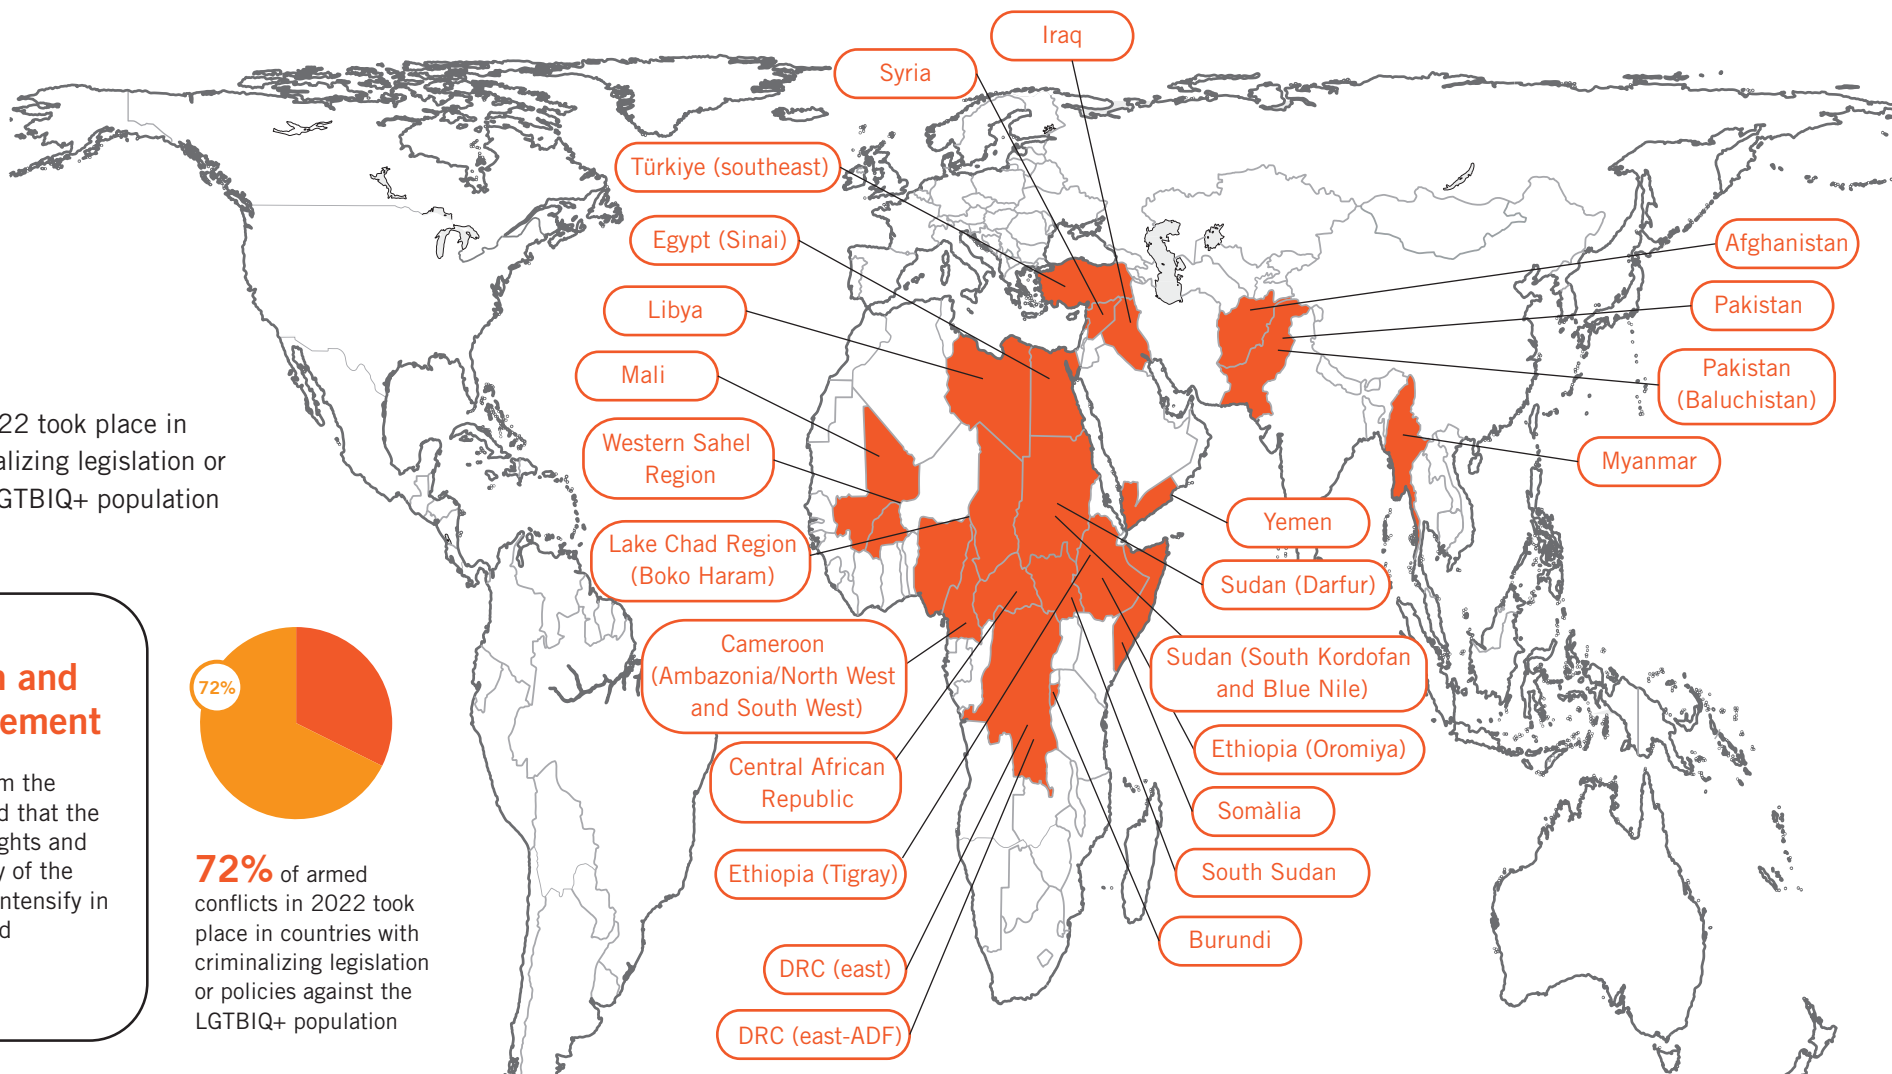 Iraq
Syria
Türkiye (southeast)
Egypt (Sinai)
Libya
Mali
Western Sahel
Region
Lake Chad Region
(Boko Haram)
Cameroon
(Ambazonia/North West
and South West)
Central African
Republic
Ethiopia (Tigray)
DRC (east)
DRC (east-ADF)
Afghanistan
Pakistan
Pakistan
(Baluchistan)
Myanmar
Yemen
Sudan (Darfur)
Sudan (South Kordofan
and Blue Nile)
Ethiopia (Oromiya)
Somàlia
South Sudan
Burundi
22 took place in
alizing legislation or
GTBIQ+ population
n and
ement
m the
d that the
ghts and
y of the
ntensify in
d
72%
72% of armed
conflicts in 2022 took
place in countries with
criminalizing legislation
or policies against the
LGTBIQ+ population